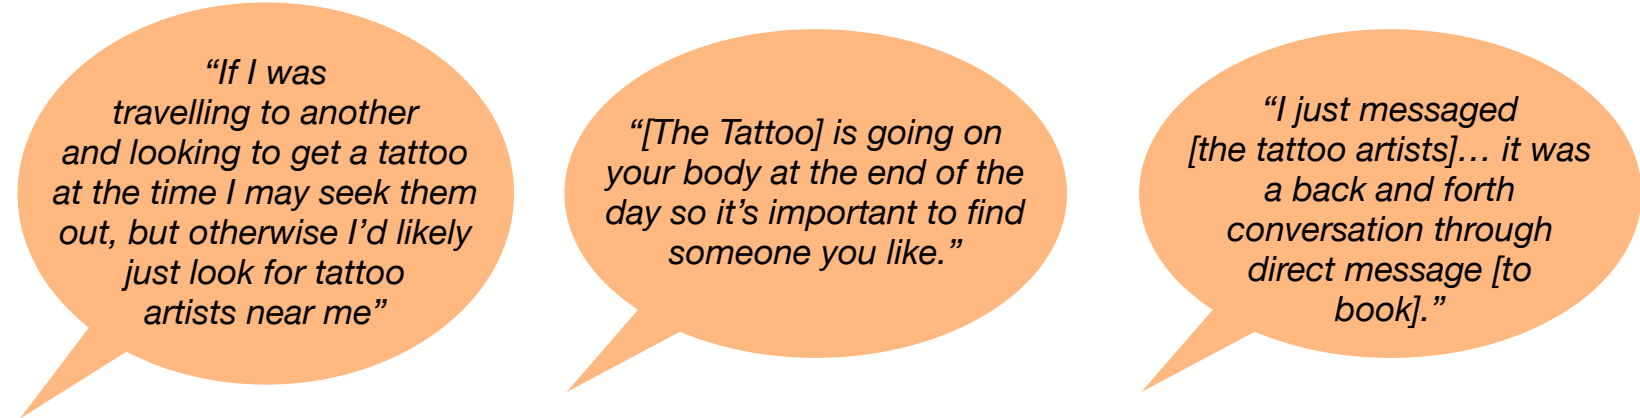 “If I was
travelling to another
and looking to get a tattoo
at the time I may seek them
out, but otherwise I’d likely
just look for tattoo
artists near me”
“[The Tattoo] is going on
your body at the end of the
day so it’s important to find
someone you like.”
“I just messaged
[the tattoo artists]… it was
a back and forth
conversation through
direct message [to
book].”